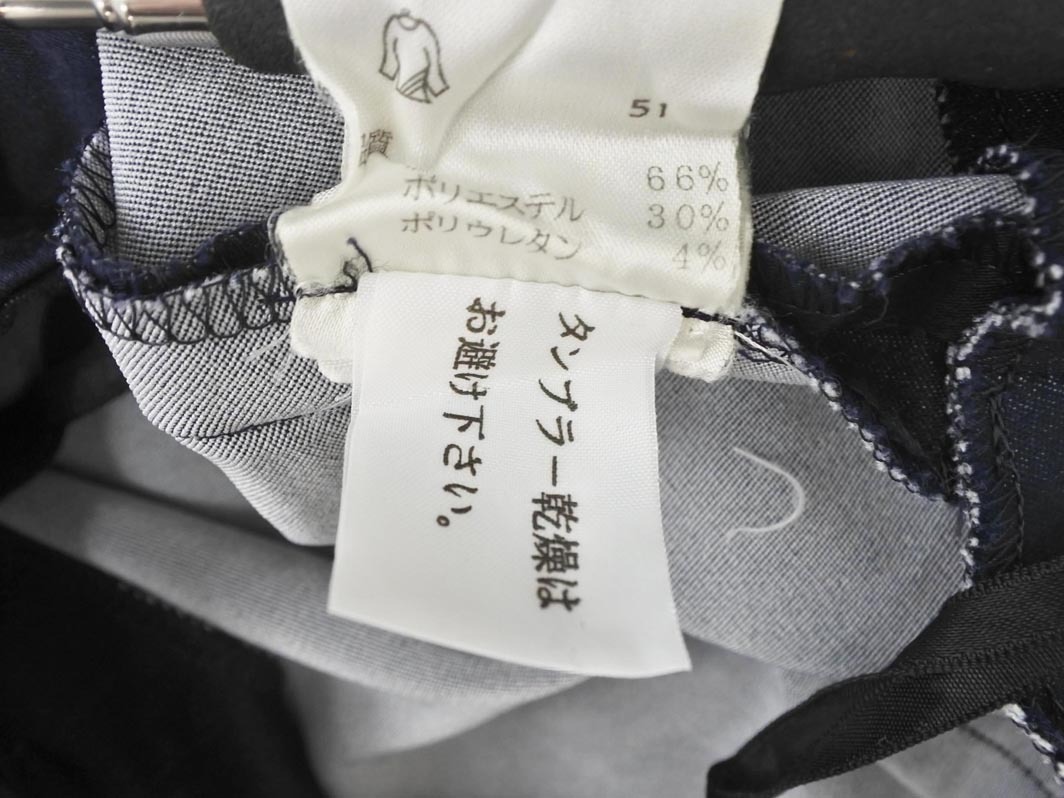 51
質
66%
ポリエステル 30%
ポリウレタン 4%
タンブラー乾燥は
お避け下さい。